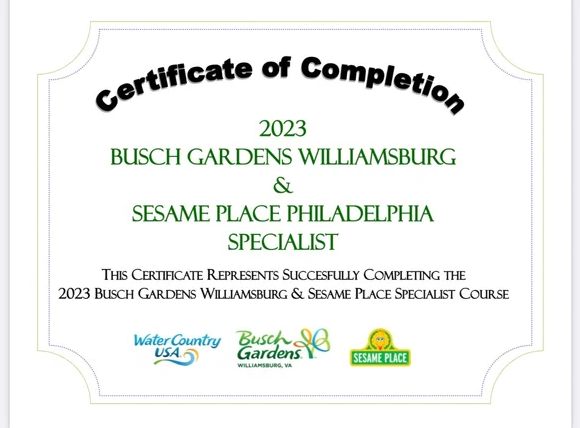 Certificate of Completion
2023
BUSCH GARDENS WILLIAMSBURG
&
SESAME PLACE PHILADELPHIA
SPECIALIST
THIS CERTIFICATE REPRESENTS SUCCESFULLY COMPLETING THE
2023 BUSCH GARDENS WILLIAMSBURG & SESAME PLACE SPECIALIST COURSE
Water Country
USA
Busch
Gardens
WILLIAMSBURG, VA
SESAME PLACE